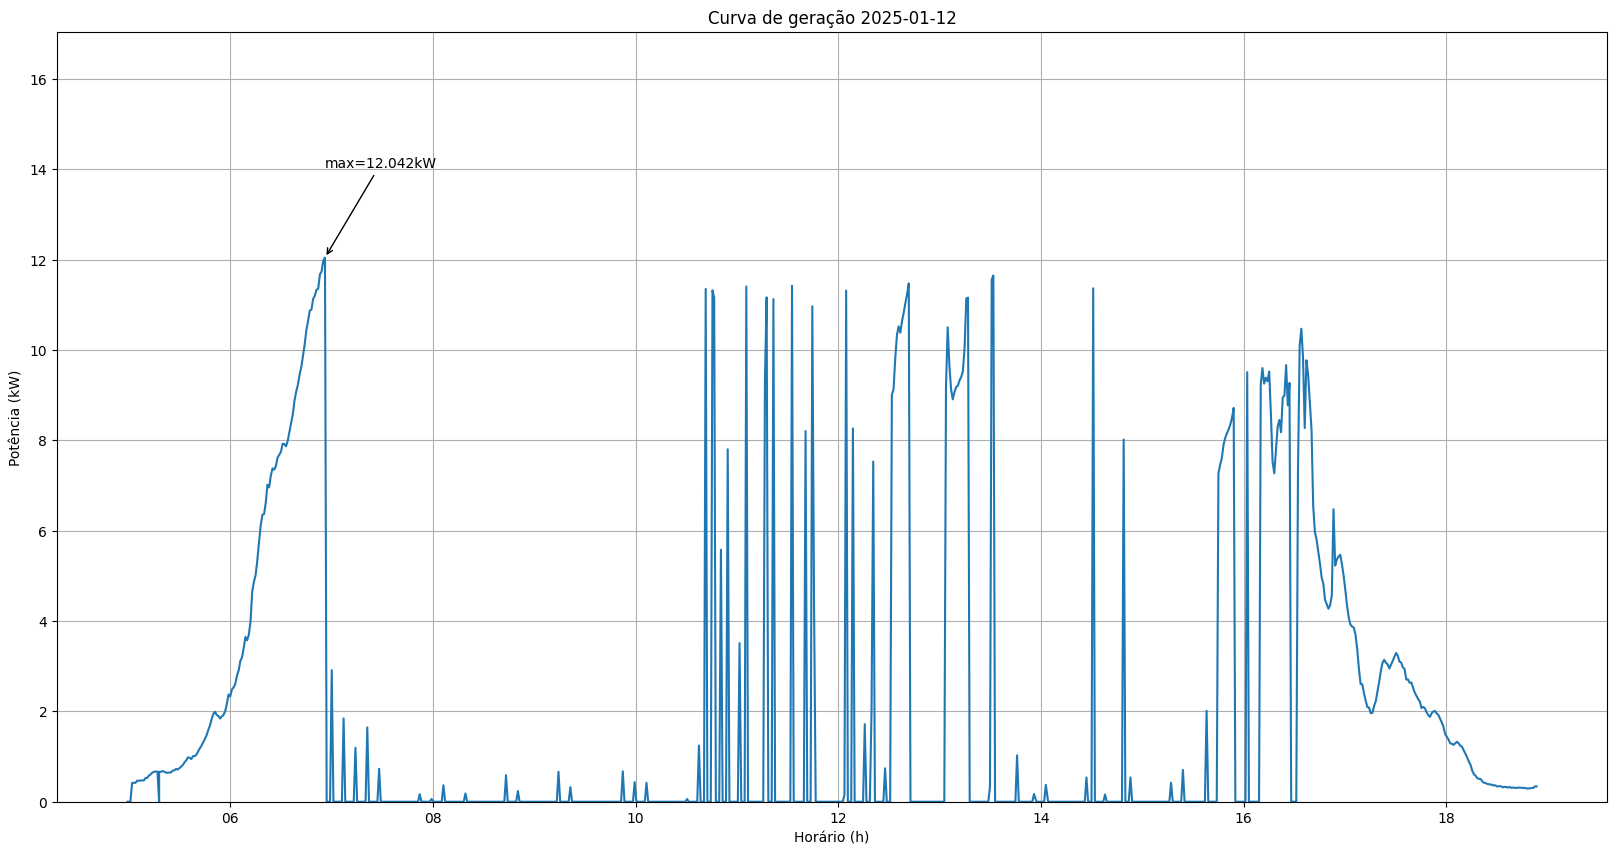 Curva de geração 2025-01-12
16
14
12
10
8
6
4
2
0
Potência (kW)
max=12.042kW
06 08 10 12 14 16 18
Horário (h)